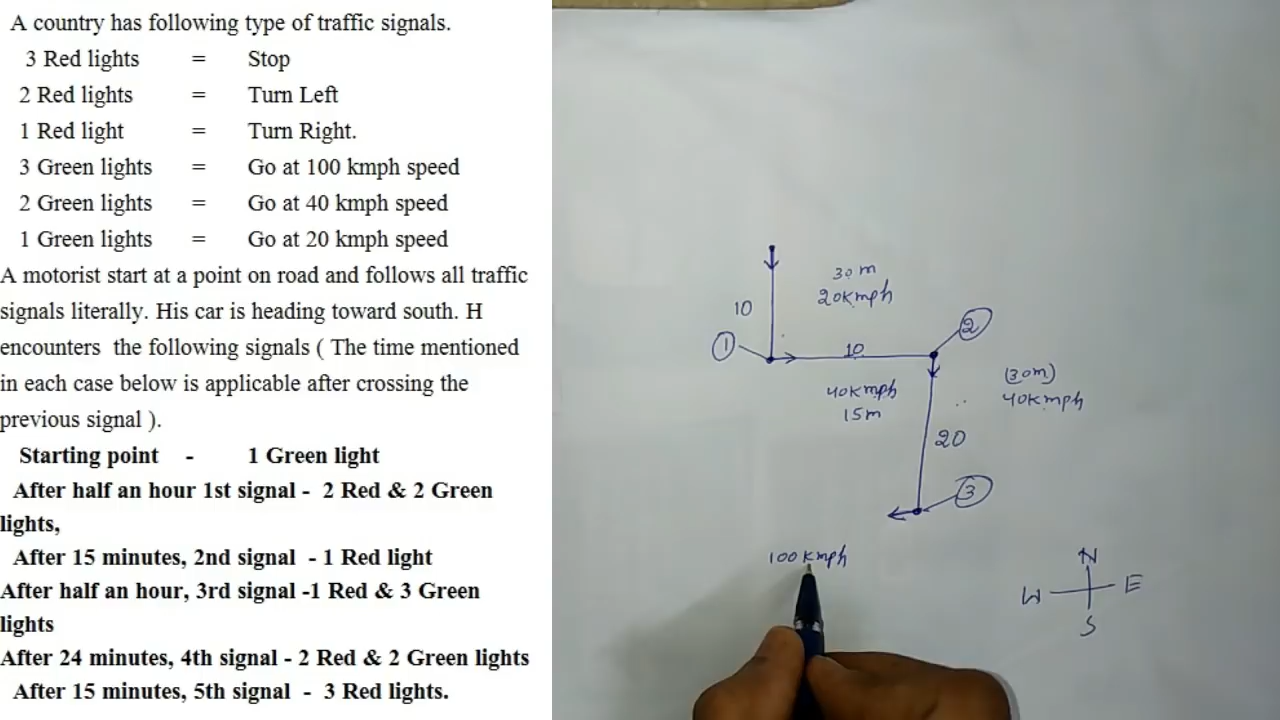 A country has following type of traffic signals.
3 Red lights = Stop
2 Red lights = Turn Left
1 Red light = Turn Right.
3 Green lights = Go at 100 kmph speed
2 Green lights = Go at 40 kmph speed
1 Green lights = Go at 20 kmph speed
A motorist start at a point on road and follows all traffic
signals literally. His car is heading toward south. H
encounters the following signals ( The time mentioned
in each case below is applicable after crossing the
previous signal ).
Starting point - 1 Green light
After half an hour 1st signal - 2 Red & 2 Green
lights,
After 15 minutes, 2nd signal - 1 Red light
After half an hour, 3rd signal -1 Red & 3 Green
lights
After 24 minutes, 4th signal - 2 Red & 2 Green lights
After 15 minutes, 5th signal - 3 Red lights.
30m
20kmph
10
1
10
2
40kmph
15m
(30m)
40kmph
20
3
100kmph
N
W E
S